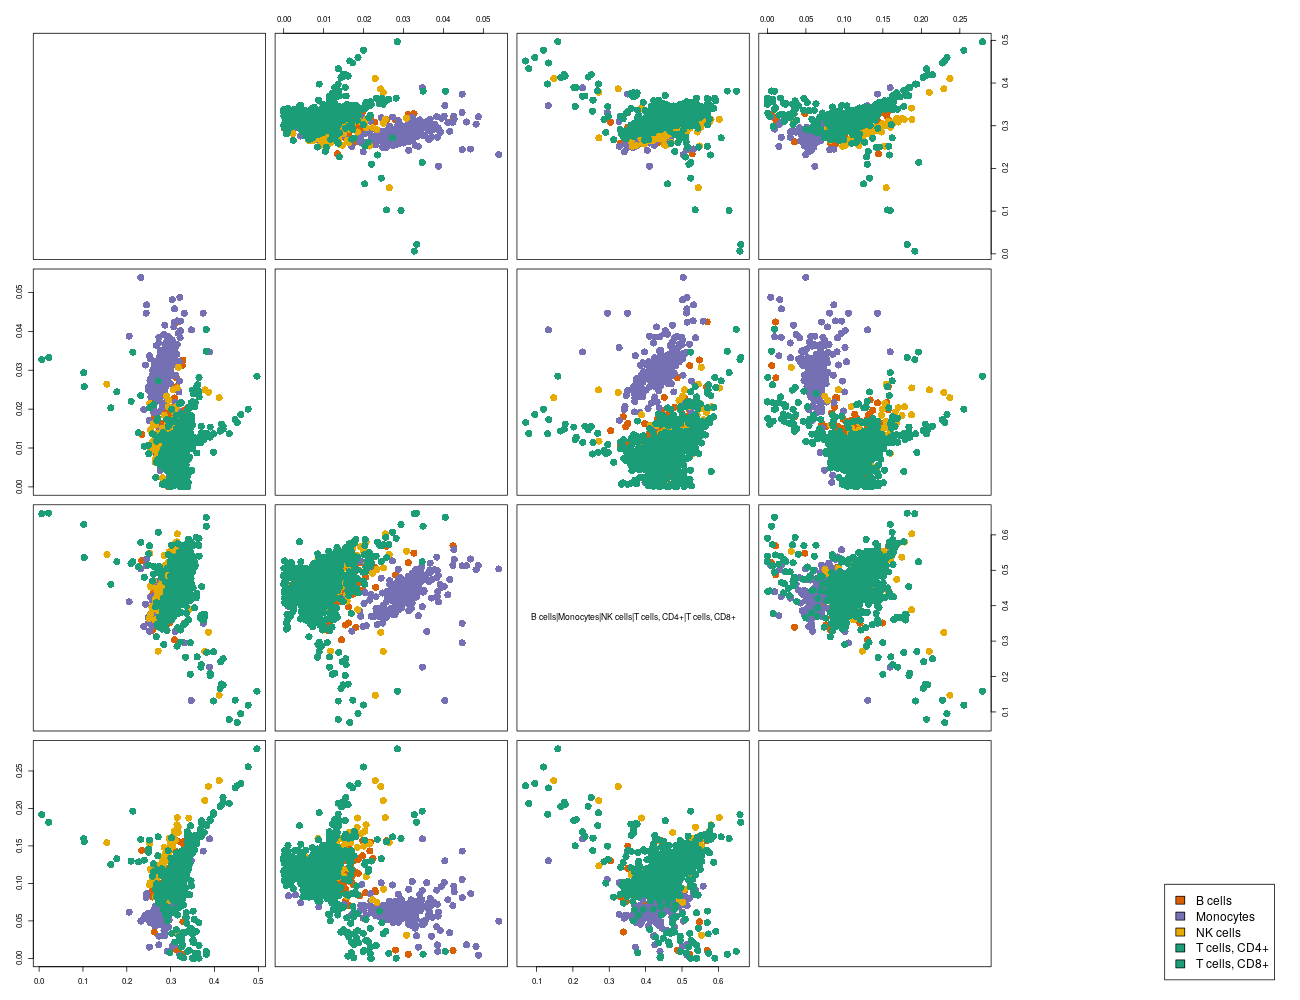 0.00 0.01 0.02 0.03 0.04 0.05
0.00 0.05 0.10 0.15 0.20 0.25
0.5
0.4
0.3
0.2
0.1
0.0
0.05
0.04
0.03
0.02
0.01
0.00
B cells|Monocytes|NK cells|T cells, CD4+|T cells, CD8+
0.6
0.5
0.4
0.3
0.2
0.1
0.25
0.20
0.15
0.10
0.05
0.00
0.0 0.1 0.2 0.3 0.4 0.5
0.1 0.2 0.3 0.4 0.5 0.6
B cells
Monocytes
NK cells
T cells, CD4+
T cells, CD8+